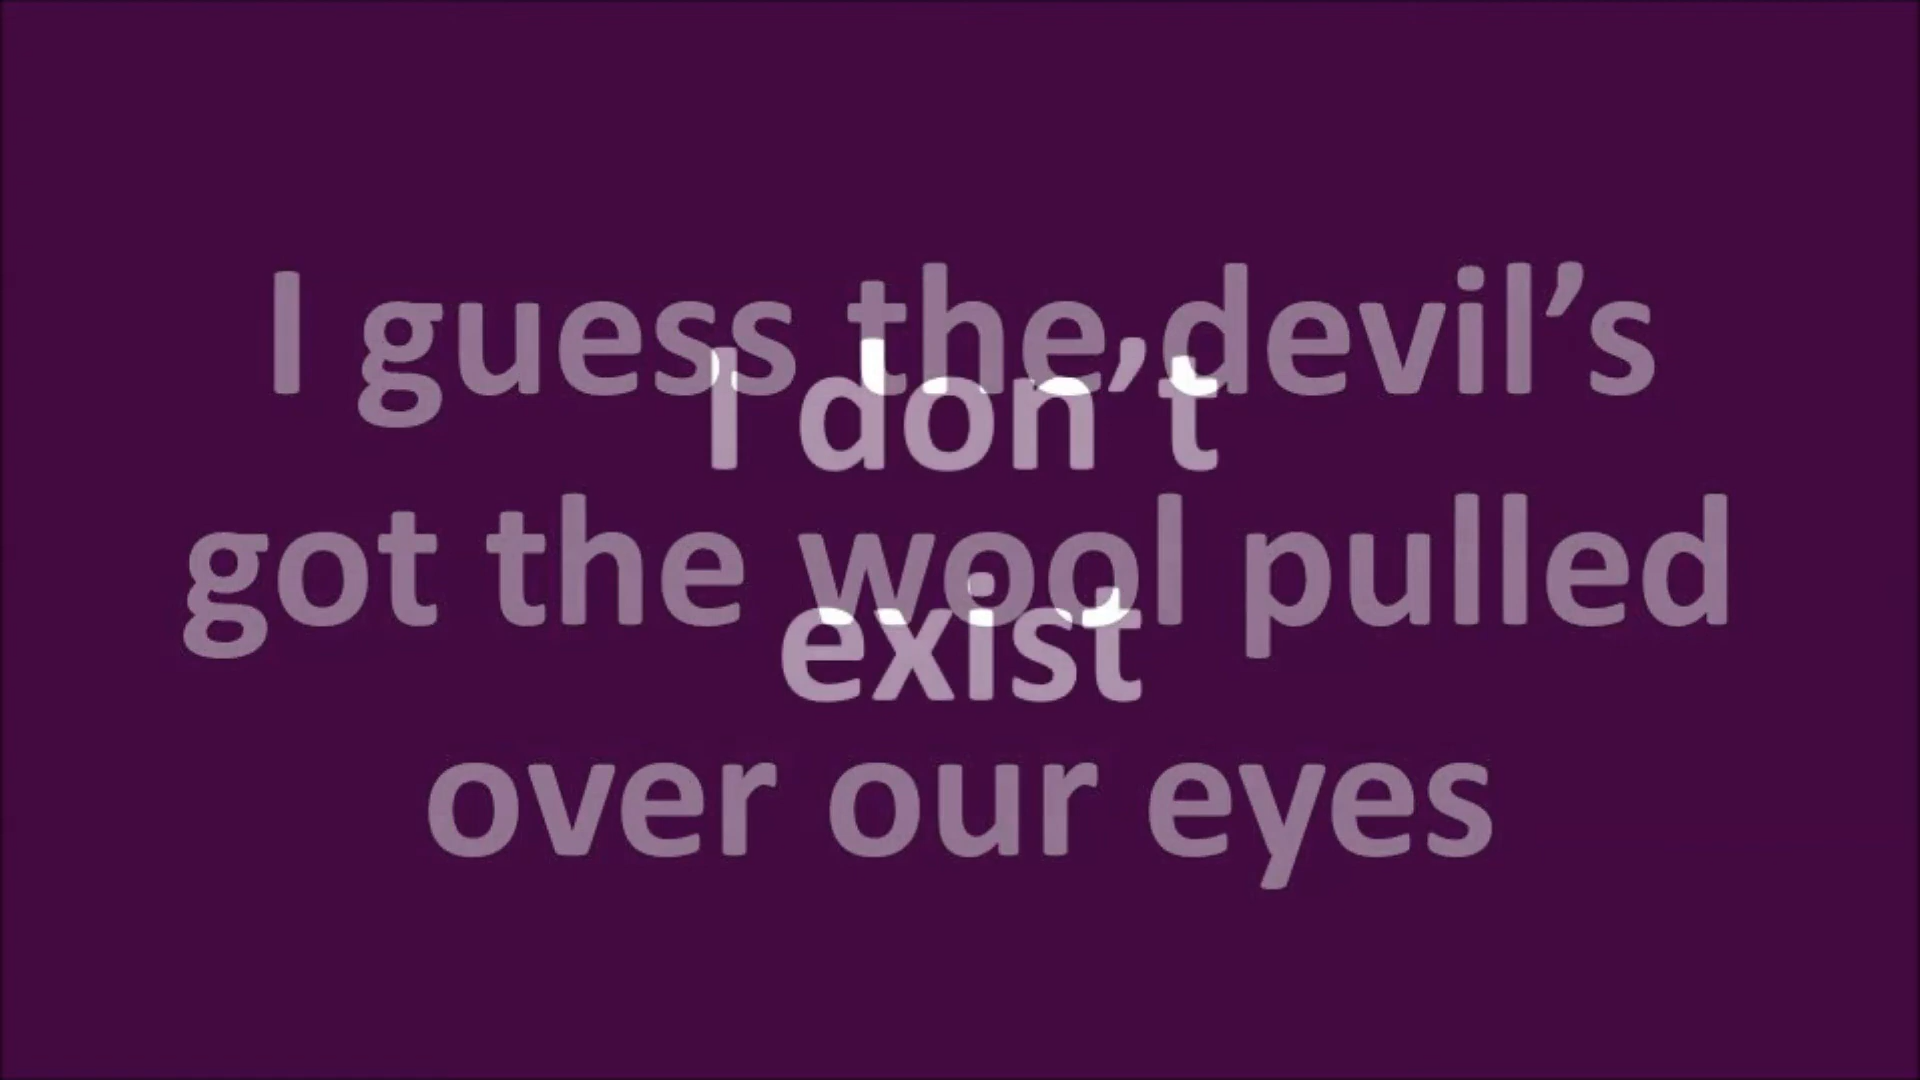 I guess the devil’s
I don’t
got the wool pulled
exist
over our eyes